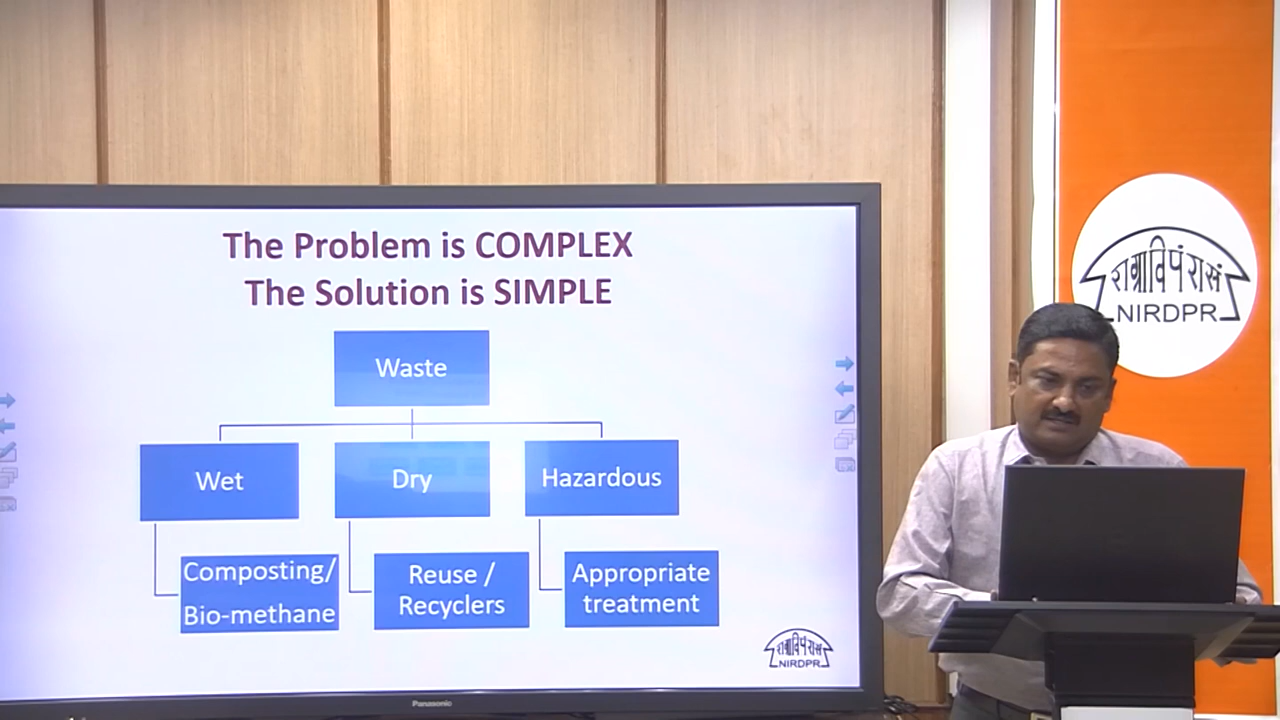 The Problem is COMPLEX
The Solution is SIMPLE
Waste
Wet
Dry
Hazardous
Composting/
Bio-methane
Reuse /
Recyclers
Appropriate
treatment
राग्राविपंरासं
NIRDPR
Panasonic
राग्राविपंरासं
NIRDPR